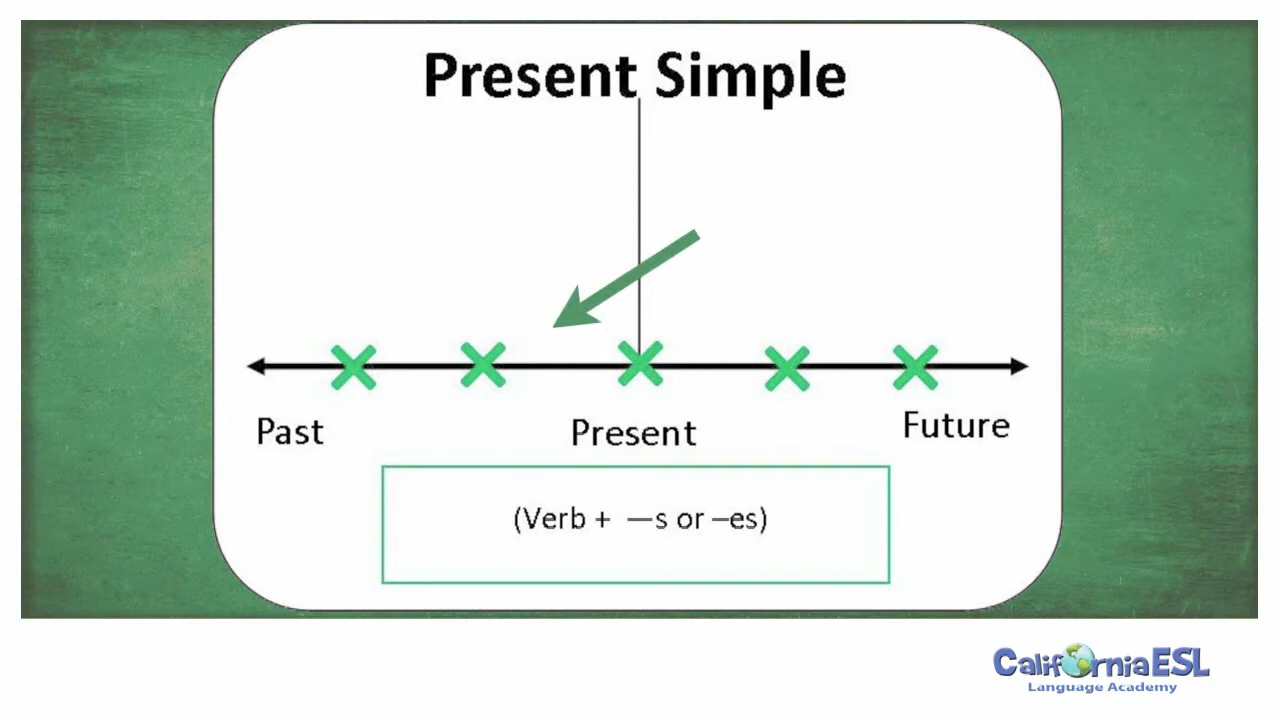 Present Simple
Past
Present
Future
(Verb + —s or –es)
CaliforniaESL
Language Academy